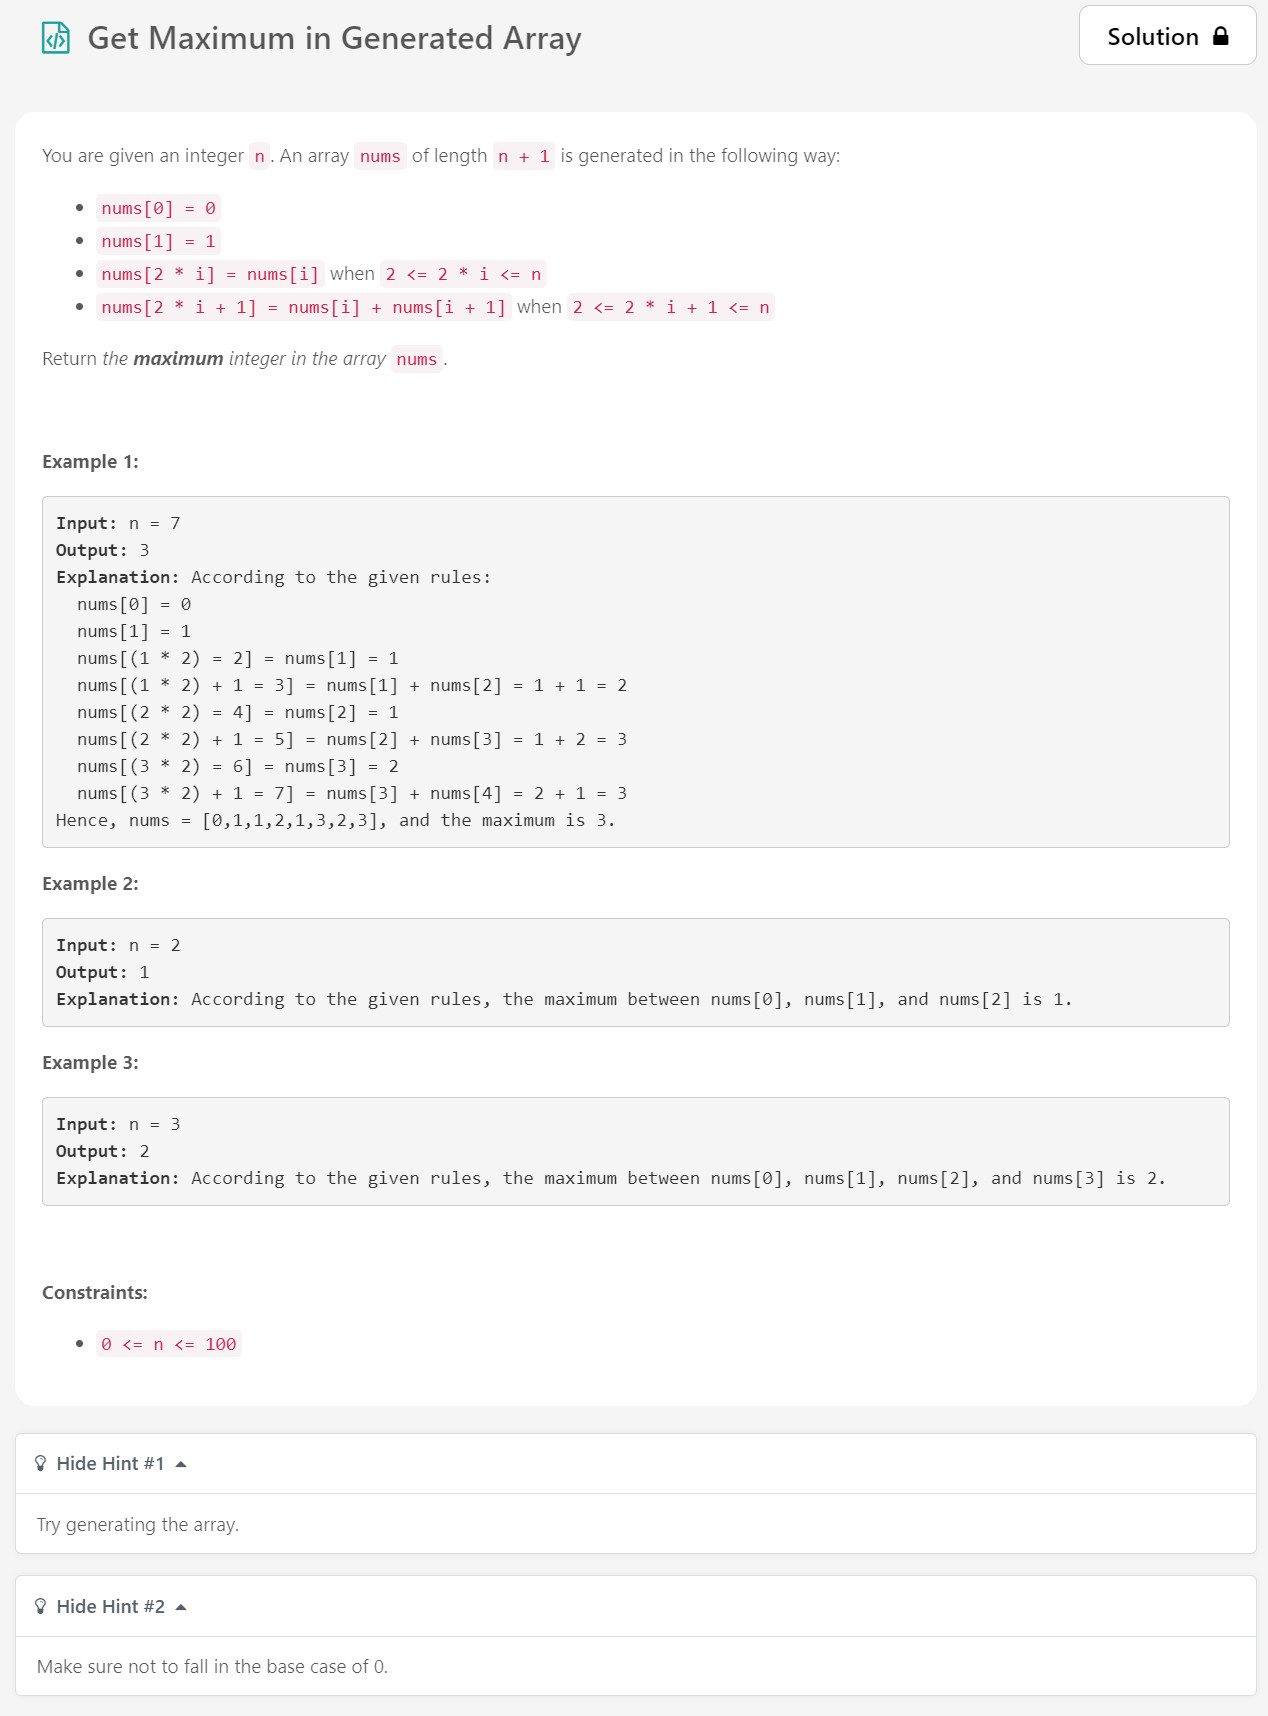 Get Maximum in Generated Array
Solution
You are given an integer n. An array nums of length n + 1 is generated in the following way:
nums[0] = 0
nums[1] = 1
nums[2 * i] = nums[i] when 2 <= 2 * i <= n
nums[2 * i + 1] = nums[i] + nums[i + 1] when 2 <= 2 * i + 1 <= n
Return the maximum integer in the array nums.
Example 1:
Input: n = 7
Output: 3
Explanation: According to the given rules:
nums[0] = 0
nums[1] = 1
nums[(1 * 2) = 2] = nums[1] = 1
nums[(1 * 2) + 1 = 3] = nums[1] + nums[2] = 1 + 1 = 2
nums[(2 * 2) = 4] = nums[2] = 1
nums[(2 * 2) + 1 = 5] = nums[2] + nums[3] = 1 + 2 = 3
nums[(3 * 2) = 6] = nums[3] = 2
nums[(3 * 2) + 1 = 7] = nums[3] + nums[4] = 2 + 1 = 3
Hence, nums = [0,1,1,2,1,3,2,3], and the maximum is 3.
Example 2:
Input: n = 2
Output: 1
Explanation: According to the given rules, the maximum between nums[0], nums[1], and nums[2] is 1.
Example 3:
Input: n = 3
Output: 2
Explanation: According to the given rules, the maximum between nums[0], nums[1], nums[2], and nums[3] is 2.
Constraints:
0 <= n <= 100
Hide Hint #1
Try generating the array.
Hide Hint #2
Make sure not to fall in the base case of 0.